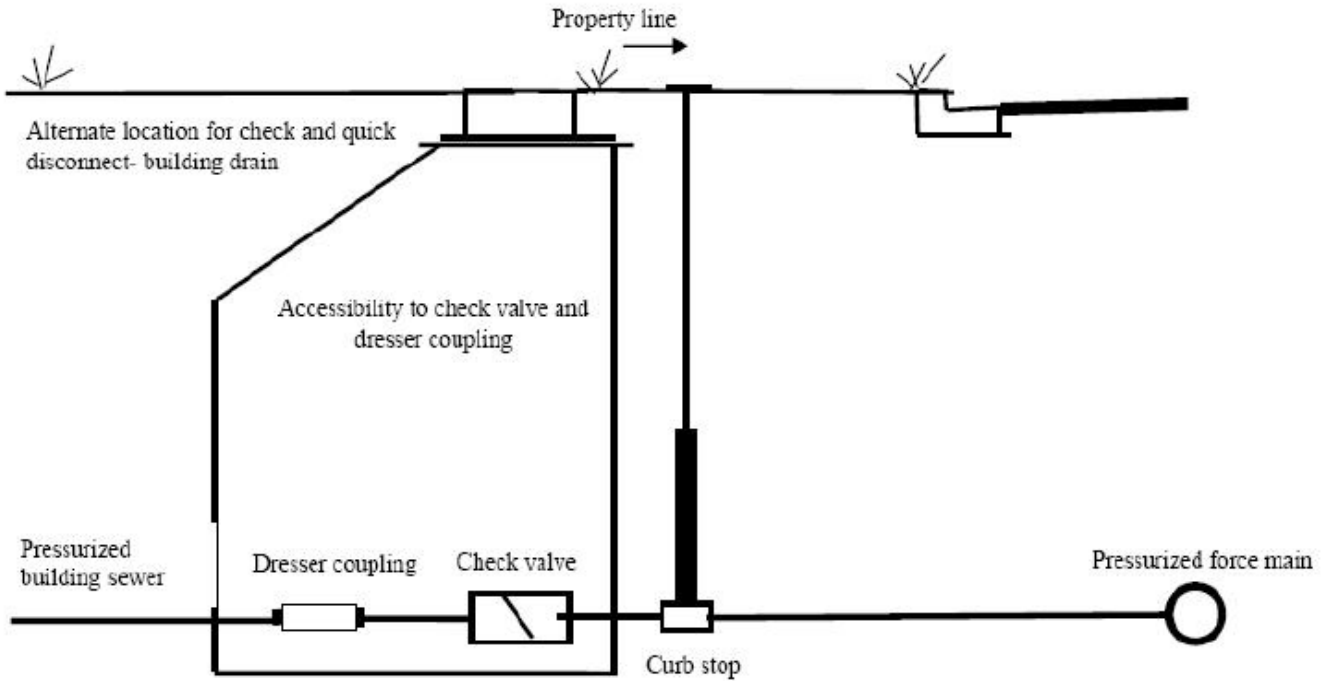 Property line
Alternate location for check and quick
disconnect- building drain
Accessibility to check valve and
dresser coupling
Pressurized
building sewer
Dresser coupling
Check valve
Curb stop
Pressurized force main